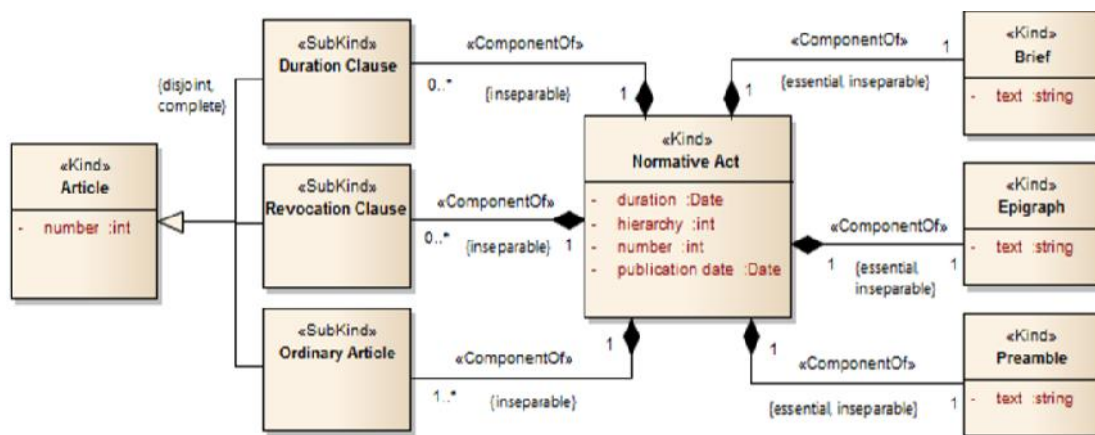 «SubKind»
Duration Clause
«ComponentOf»
0..*
{inseparable}
1
{disjoint,
complete}
«Kind»
Article
- number :int
«SubKind»
Revocation Clause
«ComponentOf»
0..*
{inseparable}
1
«SubKind»
Ordinary Article
«ComponentOf»
1..*
{inseparable}
1
«Kind»
Normative Act
- duration :Date
- hierarchy :int
- number :int
- publication date :Date
«ComponentOf»
1
1
{essential, inseparable}
«Kind»
Brief
- text :string
«ComponentOf»
1
1
{essential,
inseparable}
«Kind»
Epigraph
- text :string
«ComponentOf»
1
1
{essential, inseparable}
«Kind»
Preamble
- text :string